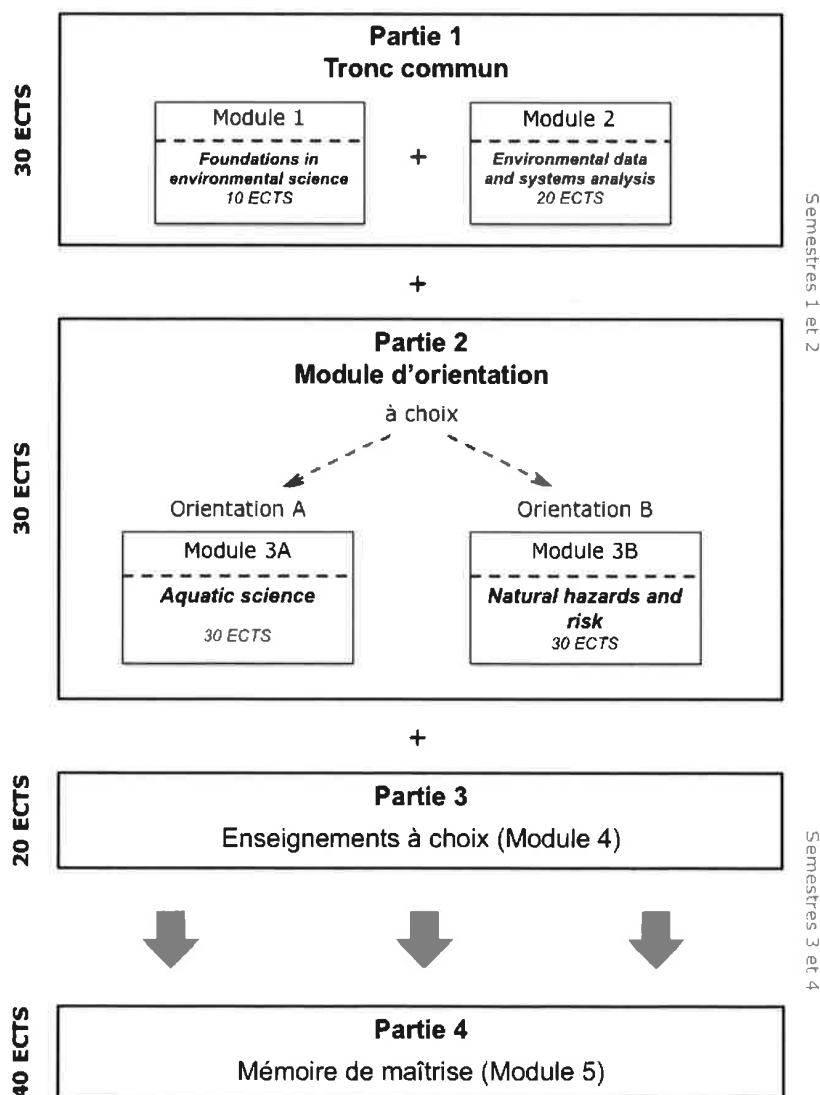 Partie 1
Tronc commun
30 ECTS
Module 1
Foundations in
environmental science
10 ECTS
+
Module 2
Environmental data
and systems analysis
20 ECTS
Semestres 1 et 2
+
Partie 2
Module d'orientation
30 ECTS
à choix
Orientation A
Module 3A
Aquatic science
30 ECTS
Orientation B
Module 3B
Natural hazards and
risk
30 ECTS
+
Partie 3
20 ECTS
Enseignements à choix (Module 4)
Semestres 3 et 4
Partie 4
40 ECTS
Mémoire de maîtrise (Module 5)